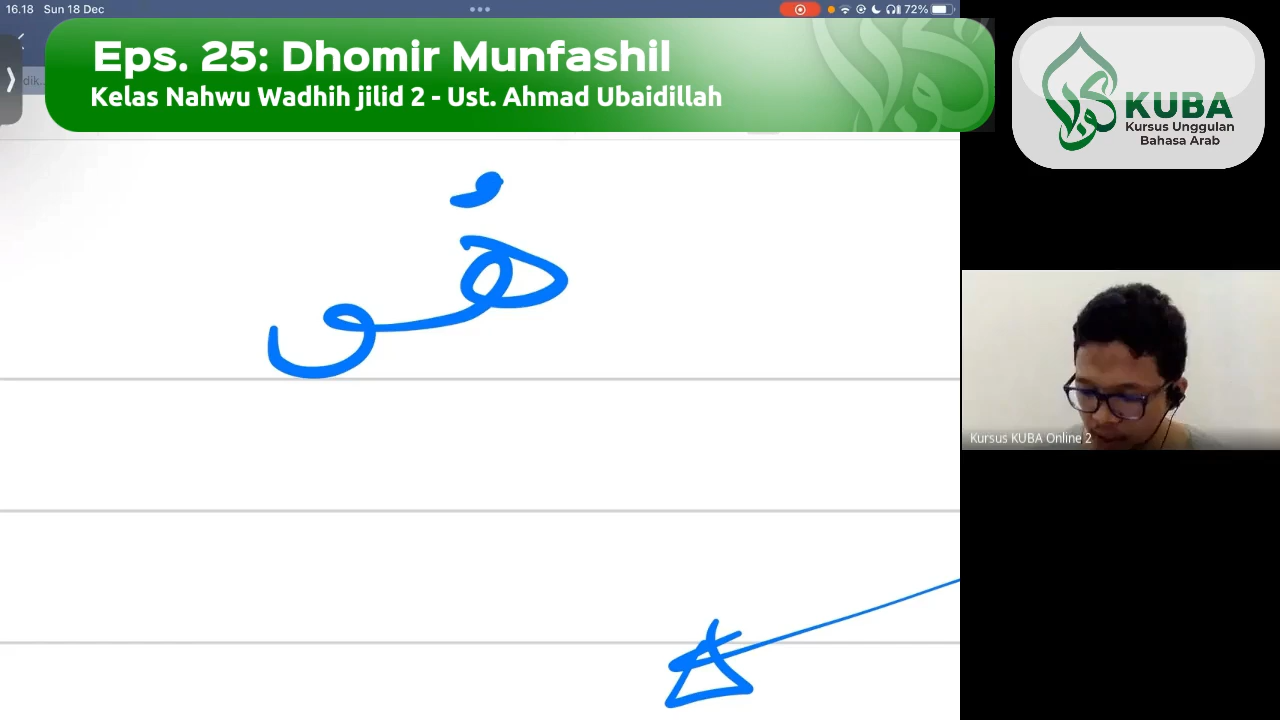 16.18 Sun 18 Dec
72%
Eps. 25: Dhomir Munfashil
Kelas Nahwu Wadhih jilid 2 - Ust. Ahmad Ubaidillah
KUBA
Kursus Unggulan
Bahasa Arab
dik...
Kursus KUBA Online 2